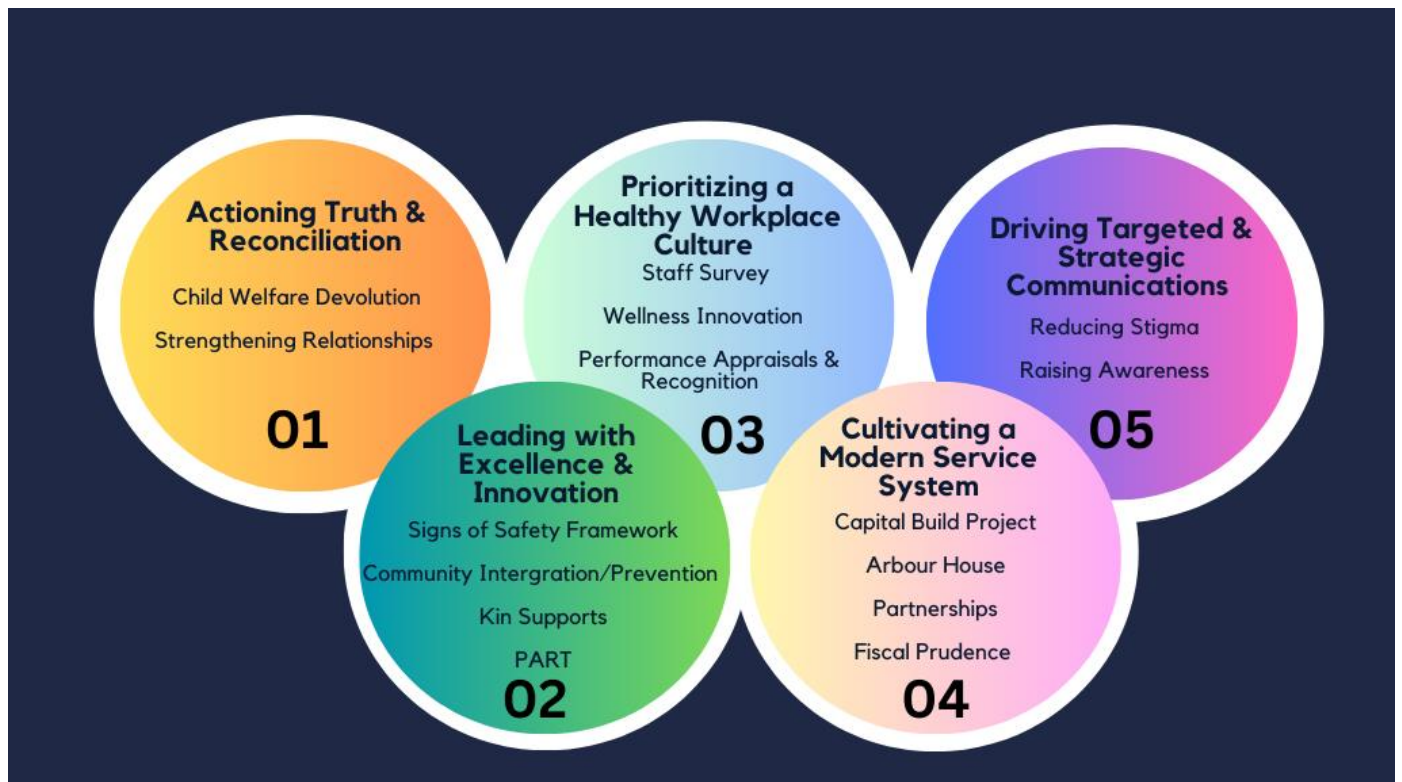 Actioning Truth &
Reconciliation
Child Welfare Devolution
Strengthening Relationships
01
Leading with
Excellence &
Innovation
Signs of Safety Framework
Community Intergration/Prevention
Kin Supports
PART
02
Prioritizing a
Healthy Workplace
Culture
Staff Survey
Wellness Innovation
Performance Appraisals &
Recognition
03
Cultivating a
Modern Service
System
Capital Build Project
Arbour House
Partnerships
Fiscal Prudence
04
Driving Targeted &
Strategic
Communications
Reducing Stigma
Raising Awareness
05